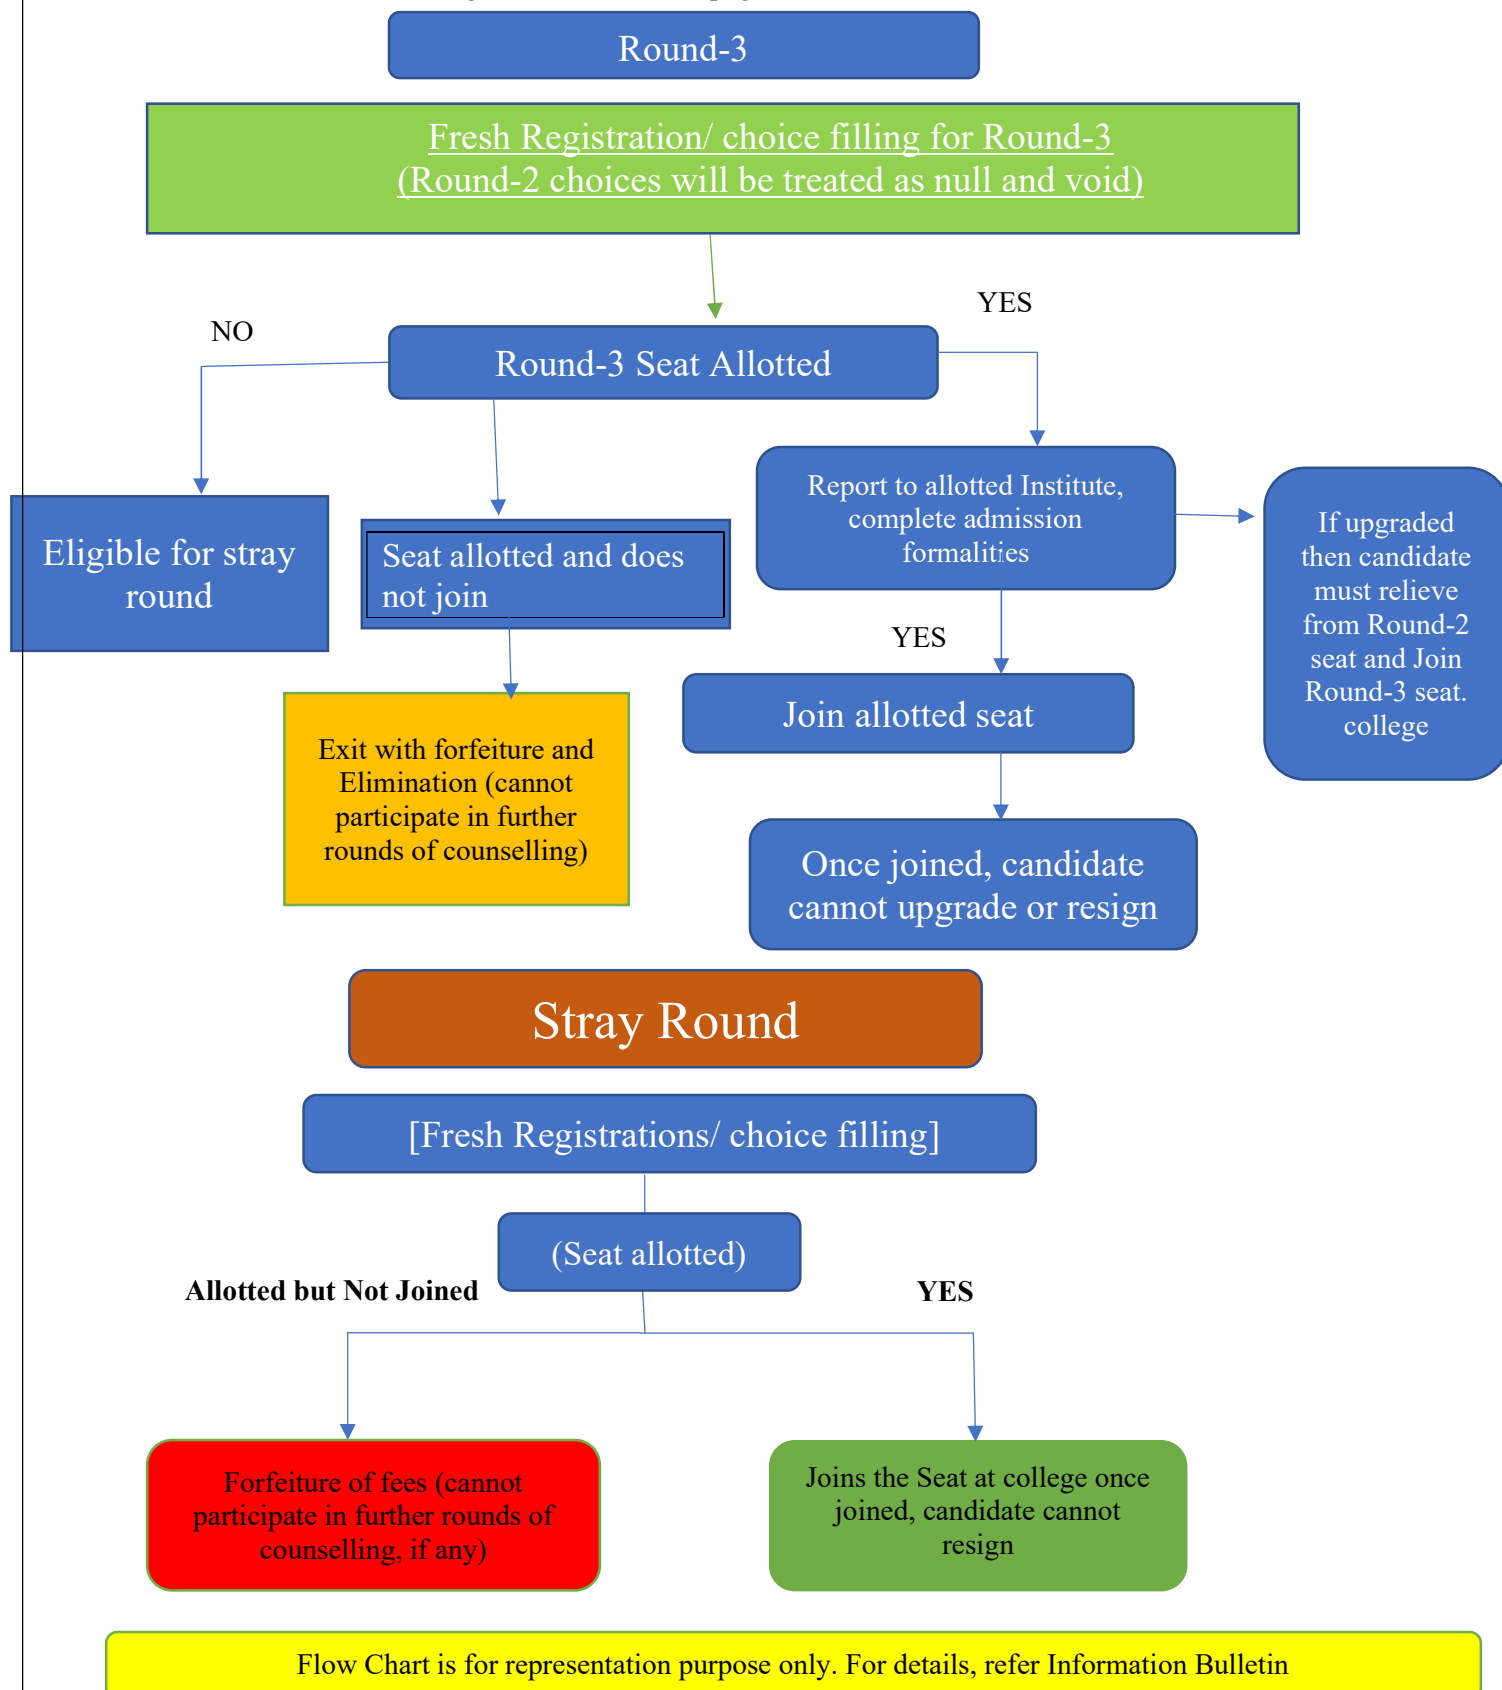 Round-3
Fresh Registration/ choice filling for Round-3
(Round-2 choices will be treated as null and void)
YES
NO
Round-3 Seat Allotted
Report to allotted Institute,
complete admission
formalities
If upgraded
then candidate
must relieve
from Round-2
seat and Join
Round-3 seat.
college
Eligible for stray
round
Seat allotted and does
not join
YES
Join allotted seat
Exit with forfeiture and
Elimination (cannot
participate in further
rounds of counselling)
Once joined, candidate
cannot upgrade or resign
Stray Round
[Fresh Registrations/ choice filling]
(Seat allotted)
Allotted but Not Joined
YES
Forfeiture of fees (cannot
participate in further rounds of
counselling, if any)
Joins the Seat at college once
joined, candidate cannot
resign
Flow Chart is for representation purpose only. For details, refer Information Bulletin